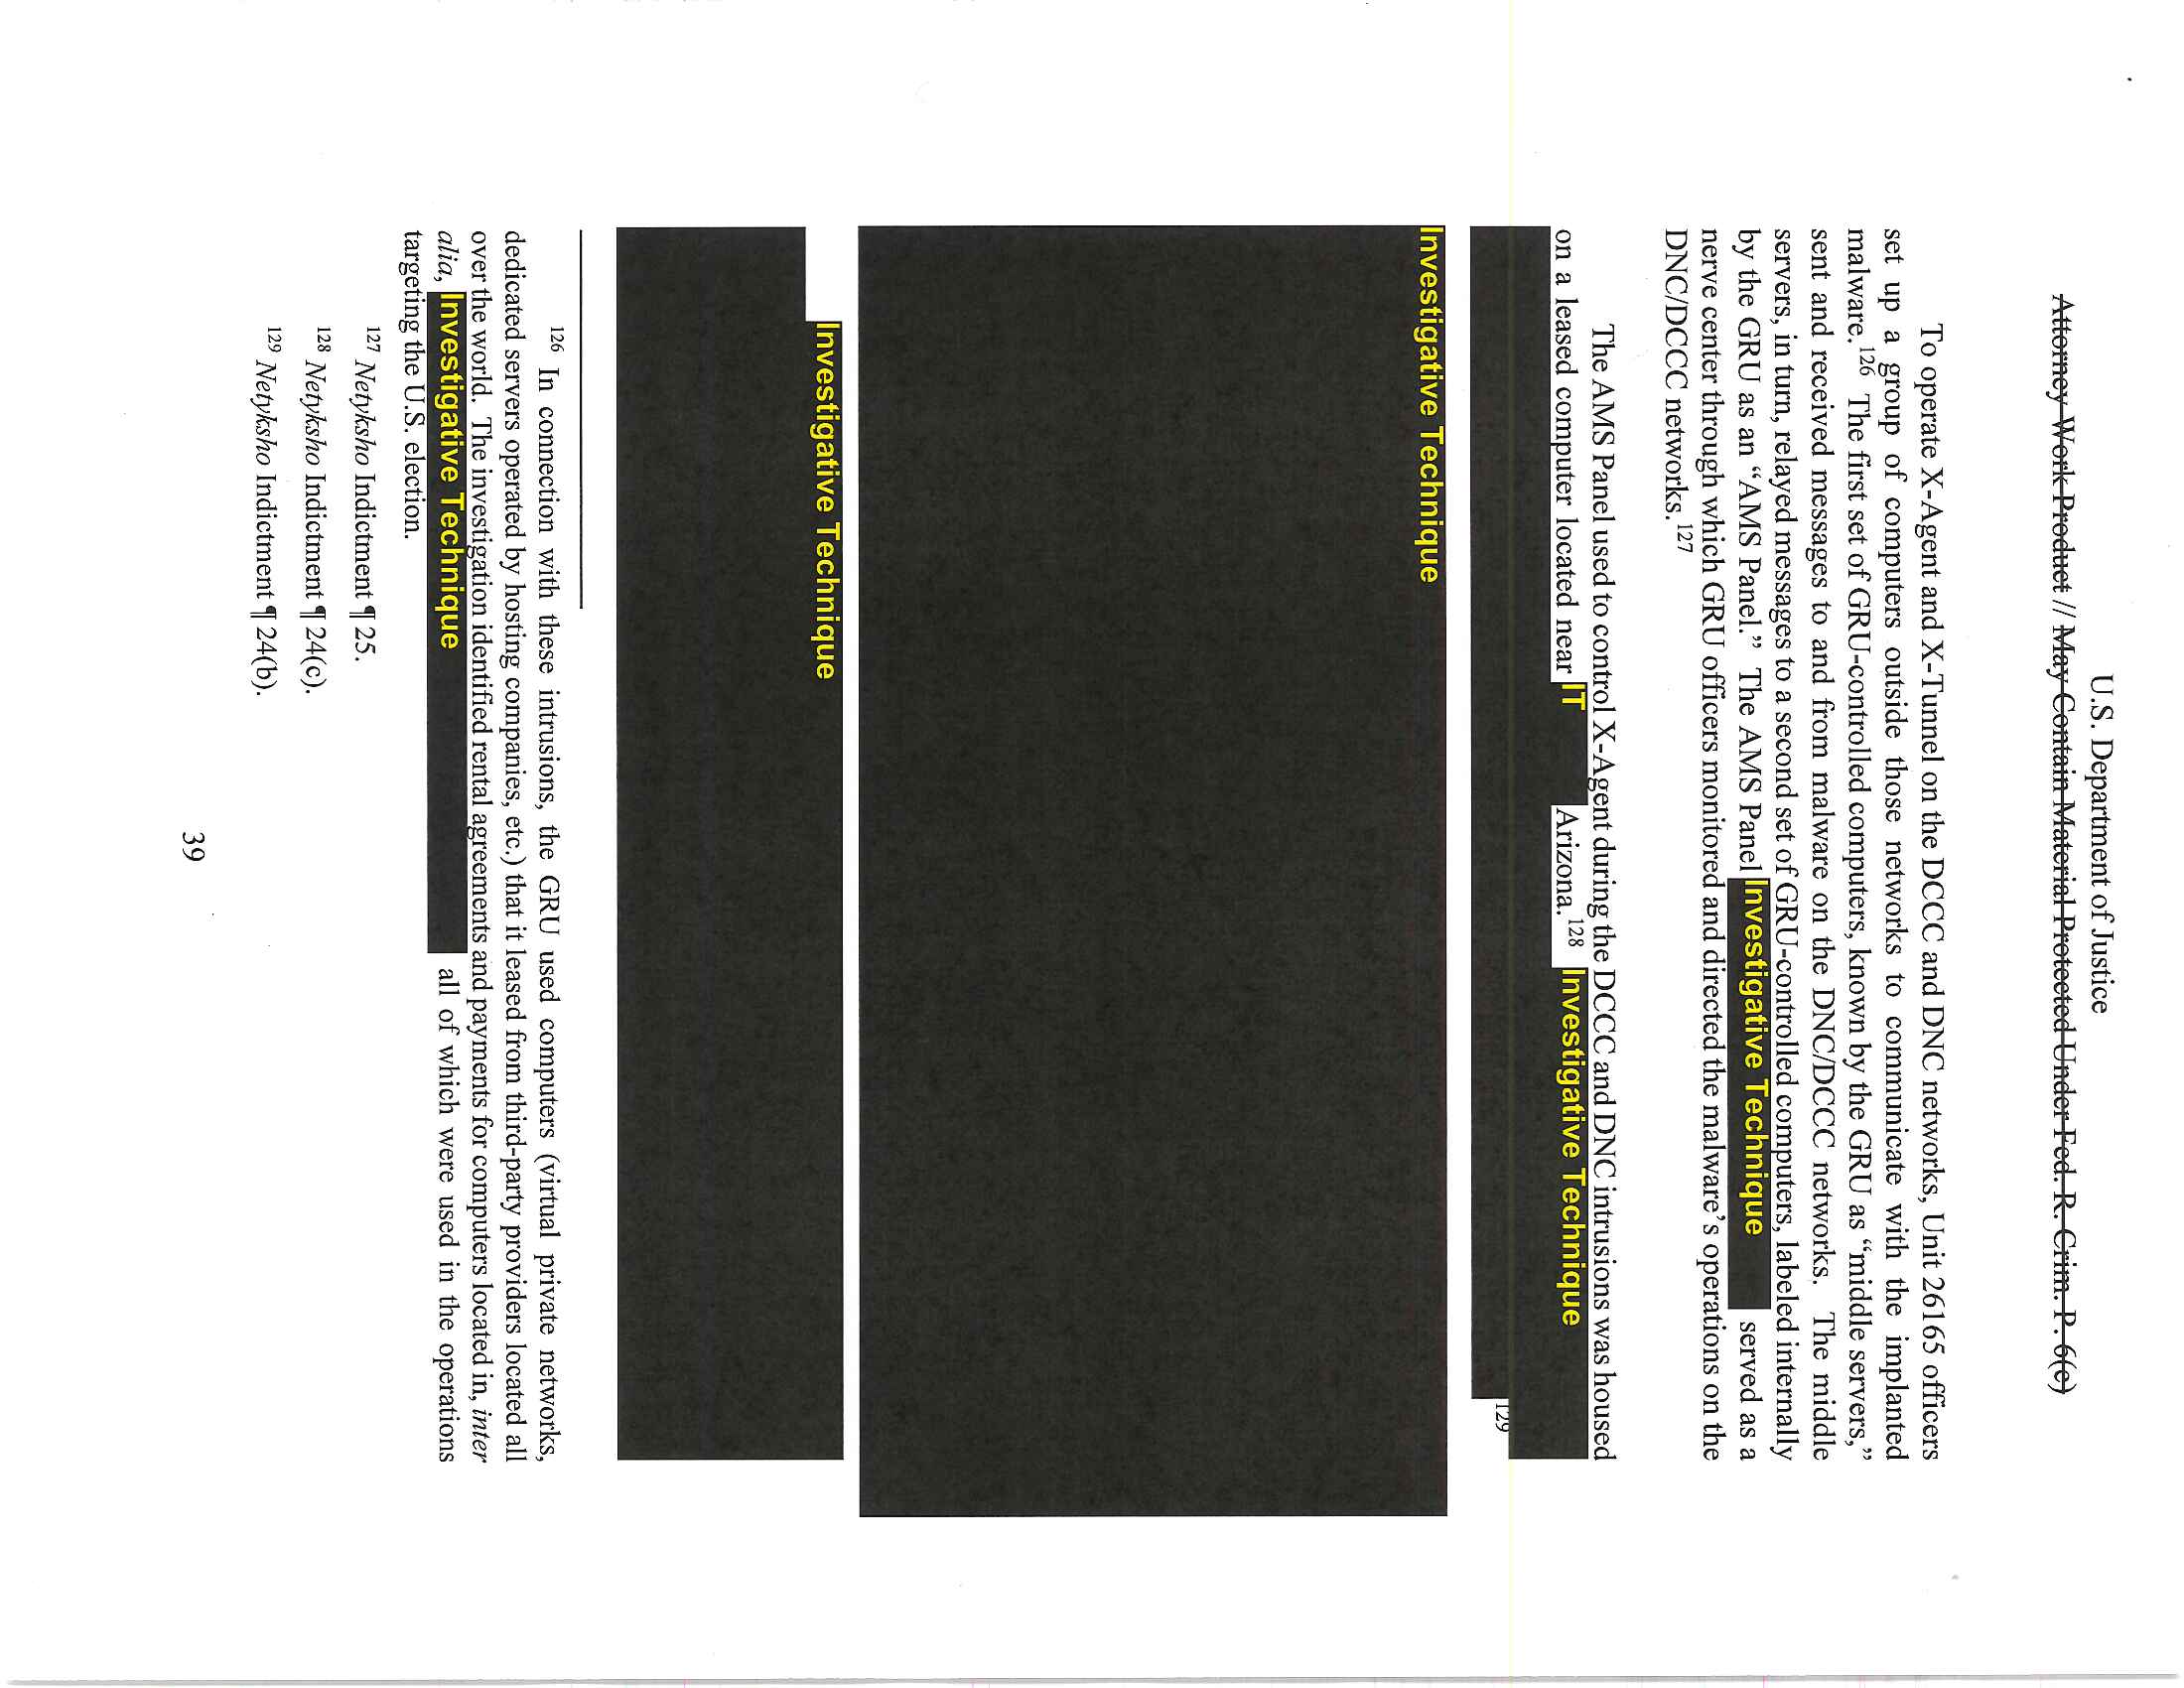 U.S. Department of Justice
Attorney Work Product // May Contain Material Protected Under Fed. R. Crim. P. 6(e)
To operate X-Agent and X-Tunnel on the DCCC and DNC networks, Unit 26165 officers
set up a group of computers outside those networks to communicate with the implanted
malware.126 The first set of GRU-controlled computers, known by the GRU as “middle servers,”
sent and received messages to and from malware on the DNC/DCCC networks. The middle
servers, in turn, relayed messages to a second set of GRU-controlled computers, labeled internally
by the GRU as an “AMS Panel.” The AMS Panel Investigative Technique served as a
nerve center through which GRU officers monitored and directed the malware’s operations on the
DNC/DCCC networks.127
The AMS Panel used to control X-Agent during the DCCC and DNC intrusions was housed
on a leased computer located near IT Arizona.128 Investigative Technique
129
Investigative Technique
Investigative Technique
126 In connection with these intrusions, the GRU used computers (virtual private networks,
dedicated servers operated by hosting companies, etc.) that it leased from third-party providers located all
over the world. The investigation identified rental agreements and payments for computers located in, inter
alia, Investigative Technique all of which were used in the operations
targeting the U.S. election.
127 Netyksho Indictment ¶ 25.
128 Netyksho Indictment ¶ 24(c).
129 Netyksho Indictment ¶ 24(b).
39